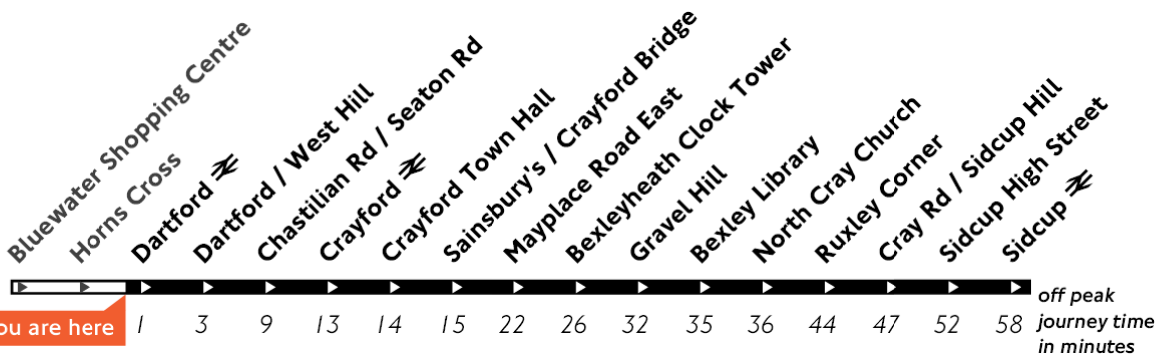 Bluewater Shopping Centre
Horns Cross
Dartford
Dartford / West Hill
Chastilian Rd / Seaton Rd
Crayford
Crayford Town Hall
Sainsbury's / Crayford Bridge
Mayplace Road East
Bexleyheath Clock Tower
Gravel Hill
Bexley Library
North Cray Church
Ruxley Corner
Cray Rd / Sidcup Hill
Sidcup High Street
Sidcup
ou are here
1 3 9 13 14 15 22 26 32 35 36 44 47 52 58
off peak
journey time
in minutes